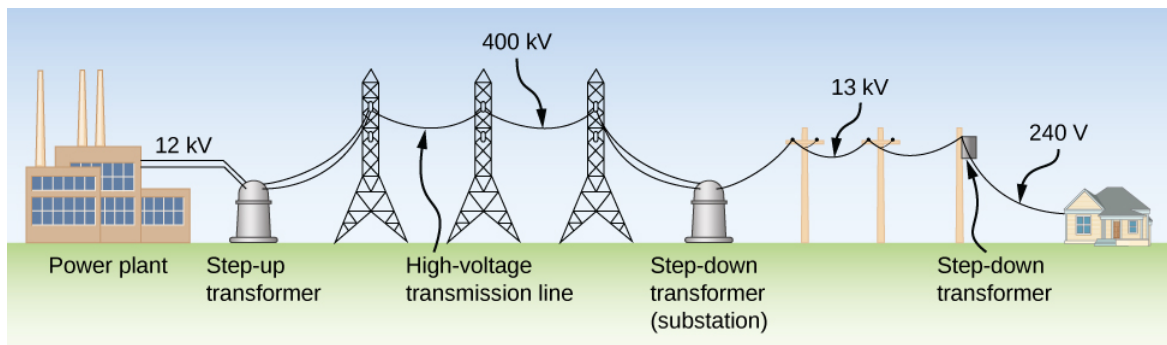 400 kV
13 kV
12 kV
240 V
Power plant
Step-up
transformer
High-voltage
transmission line
Step-down
transformer
(substation)
Step-down
transformer